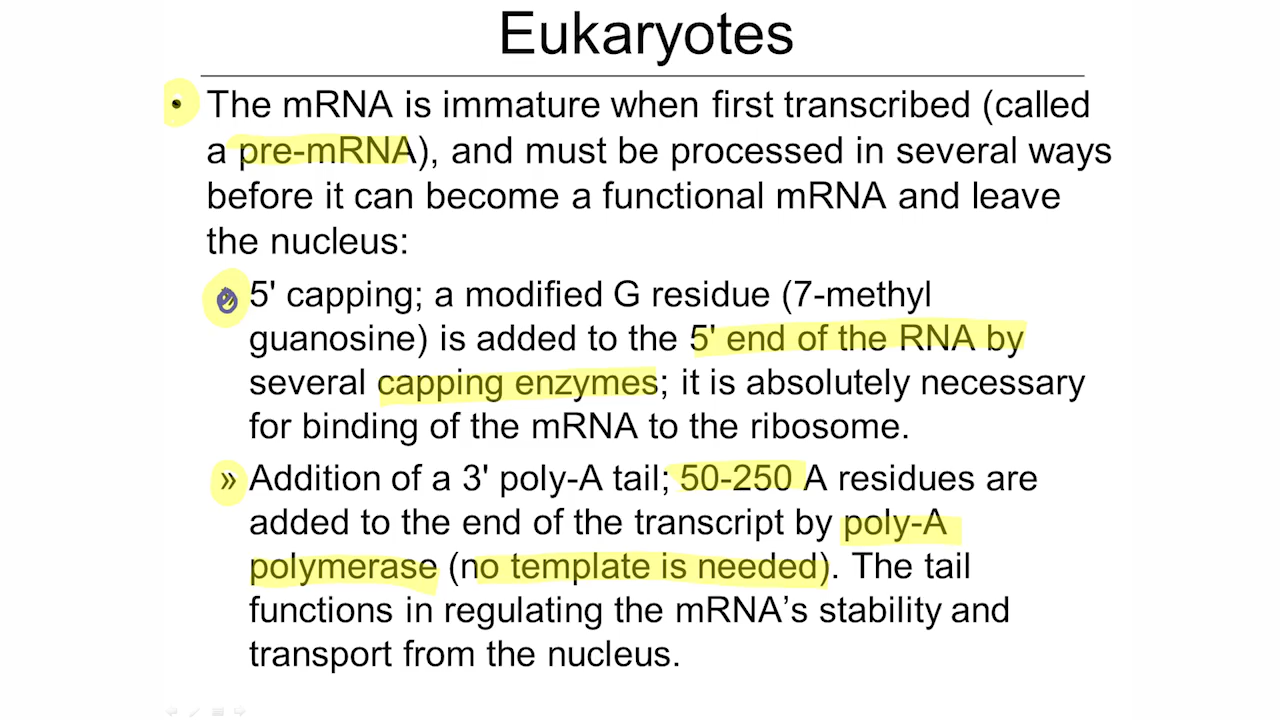 Eukaryotes
• The mRNA is immature when first transcribed (called
a pre-mRNA), and must be processed in several ways
before it can become a functional mRNA and leave
the nucleus:
5' capping; a modified G residue (7-methyl
guanosine) is added to the 5' end of the RNA by
several capping enzymes; it is absolutely necessary
for binding of the mRNA to the ribosome.
» Addition of a 3' poly-A tail; 50-250 A residues are
added to the end of the transcript by poly-A
polymerase (no template is needed). The tail
functions in regulating the mRNA’s stability and
transport from the nucleus.